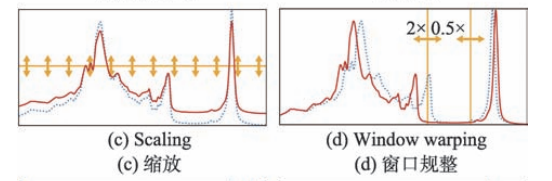 2× 0.5×
(c) Scaling
(d) Window warping
(c) 缩放
(d) 窗口规整